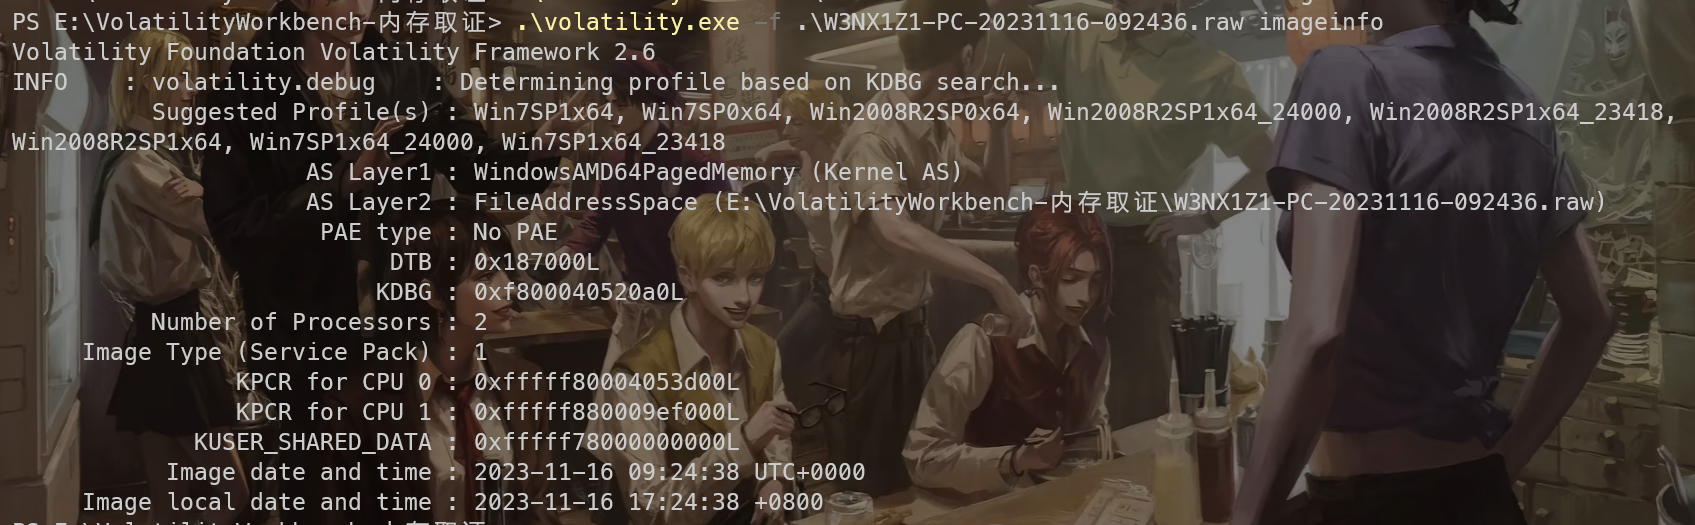 PS E:\VolatilityWorkbench-内存取证> .\volatility.exe -f .\W3NX1Z1-PC-20231116-092436.raw imageinfo
Volatility Foundation Volatility Framework 2.6
INFO    : volatility.debug    : Determining profile based on KDBG search...
          Suggested Profile(s) : Win7SP1x64, Win7SP0x64, Win2008R2SP0x64, Win2008R2SP1x64_24000, Win2008R2SP1x64_23418,
Win2008R2SP1x64, Win7SP1x64_24000, Win7SP1x64_23418
                     AS Layer1 : WindowsAMD64PagedMemory (Kernel AS)
                     AS Layer2 : FileAddressSpace (E:\VolatilityWorkbench-内存取证\W3NX1Z1-PC-20231116-092436.raw)
                      PAE type : No PAE
                           DTB : 0x187000L
                          KDBG : 0xf800040520a0L
          Number of Processors : 2
     Image Type (Service Pack) : 1
                KPCR for CPU 0 : 0xfffff80004053d00L
                KPCR for CPU 1 : 0xfffff880009ef000L
             KUSER_SHARED_DATA : 0xfffff78000000000L
           Image date and time : 2023-11-16 09:24:38 UTC+0000
     Image local date and time : 2023-11-16 17:24:38 +0800